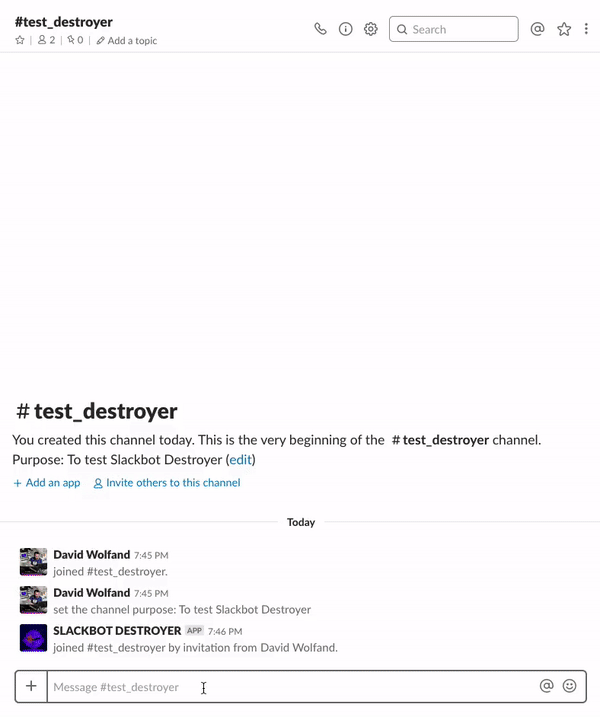 #test_destroyer
2
0
Add a topic
Search
# test_destroyer
You created this channel today. This is the very beginning of the # test_destroyer channel.
Purpose: To test Slackbot Destroyer (edit)
+ Add an app Invite others to this channel
Today
David Wolfand 7:45 PM
joined #test_destroyer.
David Wolfand 7:45 PM
set the channel purpose: To test Slackbot Destroyer
SLACKBOT DESTROYER APP 7:46 PM
joined #test_destroyer by invitation from David Wolfand.
Message #test_destroyer